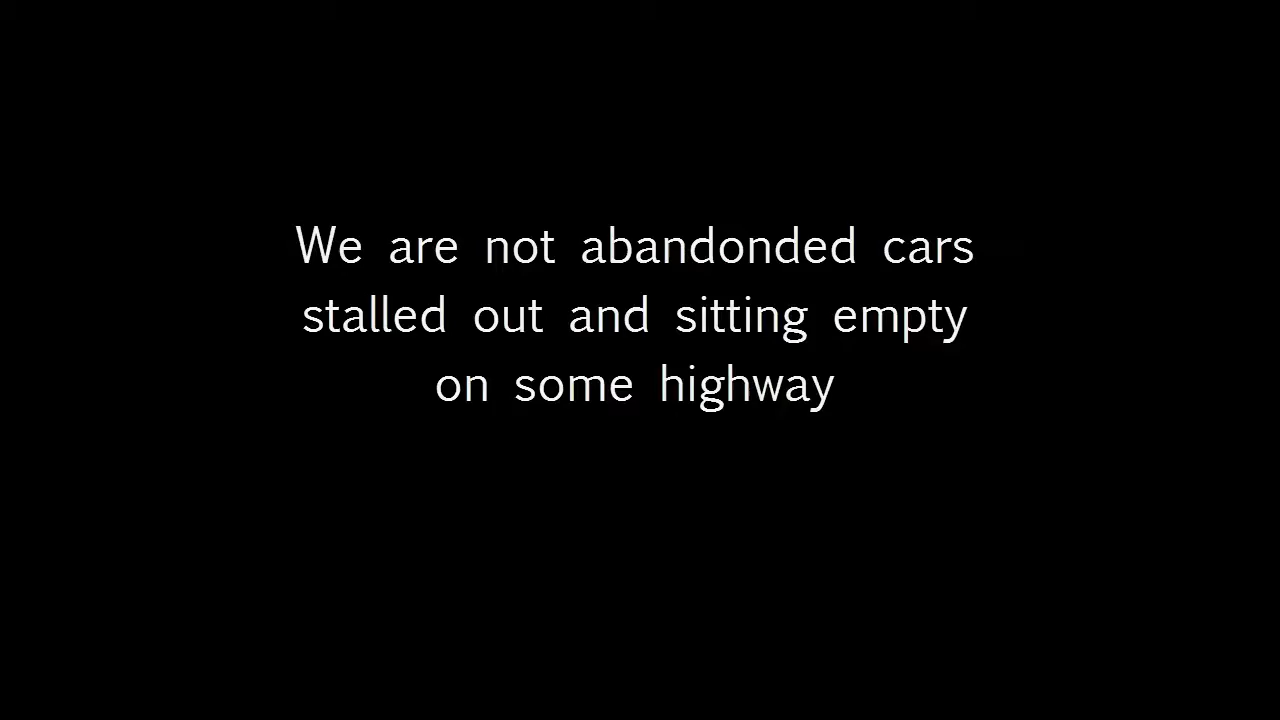 We are not abandonded cars
stalled out and sitting empty
on some highway